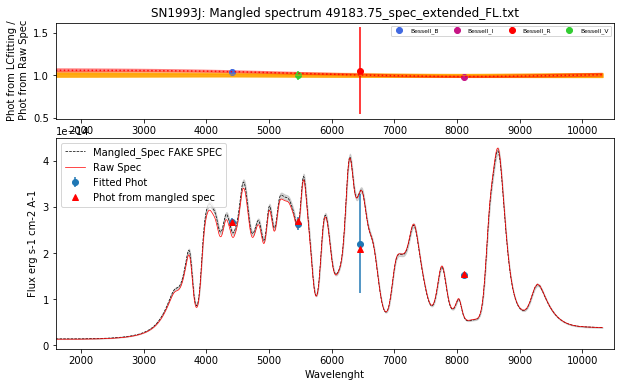 SN1993J: Mangled spectrum 49183.75_spec_extended_FL.txt
Phot from LCfitting /
Phot from Raw Spec
1.5
1.0
0.5
Bessell_B
Bessell_I
Bessell_R
Bessell_V
2000 3000 4000 5000 6000 7000 8000 9000 10000
1e−14
Flux erg s-1 cm-2 A-1
4
3
2
1
0
Mangled_Spec FAKE SPEC
Raw Spec
Fitted Phot
Phot from mangled spec
2000 3000 4000 5000 6000 7000 8000 9000 10000
Wavelenght